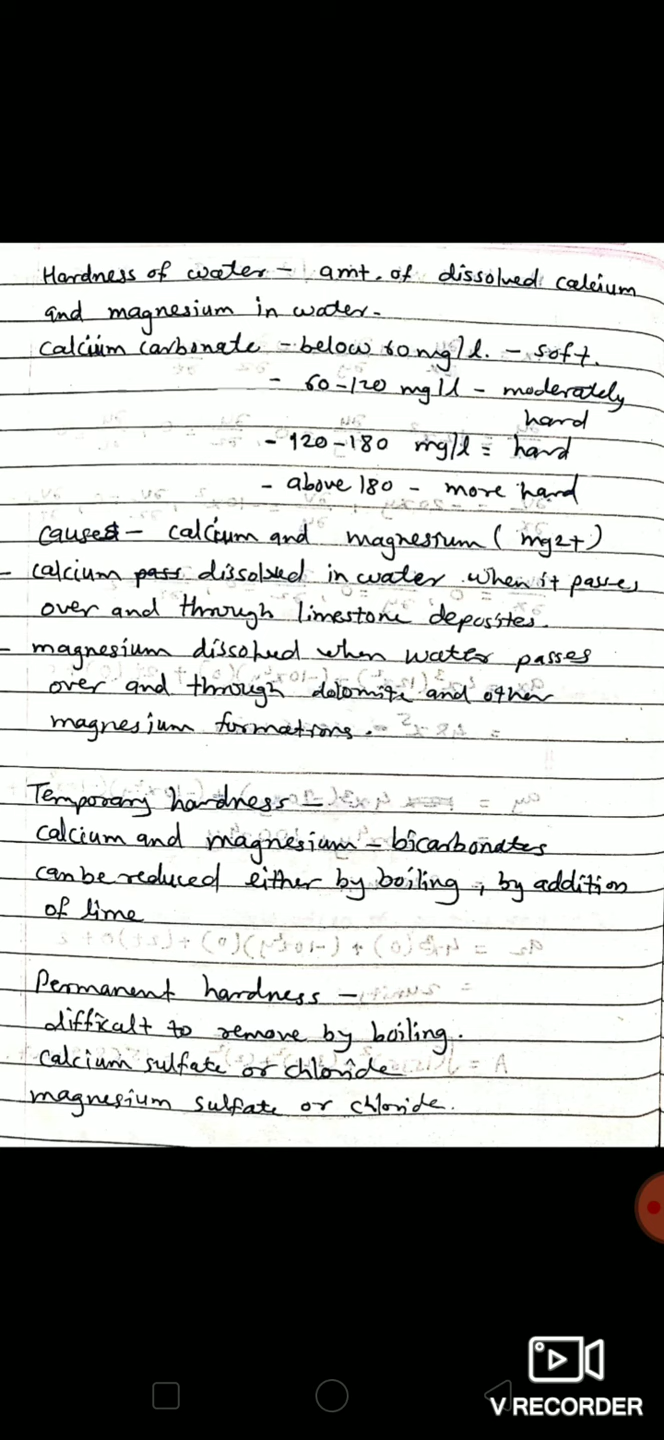 Hardness of water - amt. of dissolved calcium
and magnesium in water.
calcium carbonate - below 60 mg/l. - soft.
- 60-120 mg/l - moderately
hard
- 120-180 mg/l = hard
- above 180 - more hard
causes - calcium and magnesium ( mg2+)
- calcium pass dissolved in water when it passes
over and through limestone deposites.
- magnesium dissolved when water passes
over and through dolomite and other
magnesium formations.
Temporary hardness -
calcium and magnesium - bicarbonates
can be reduced either by boiling, by addition
of lime
Permanent hardness -
difficult to remove by boiling.
calcium sulfate or chloride
magnesium sulfate or chloride.
V RECORDER